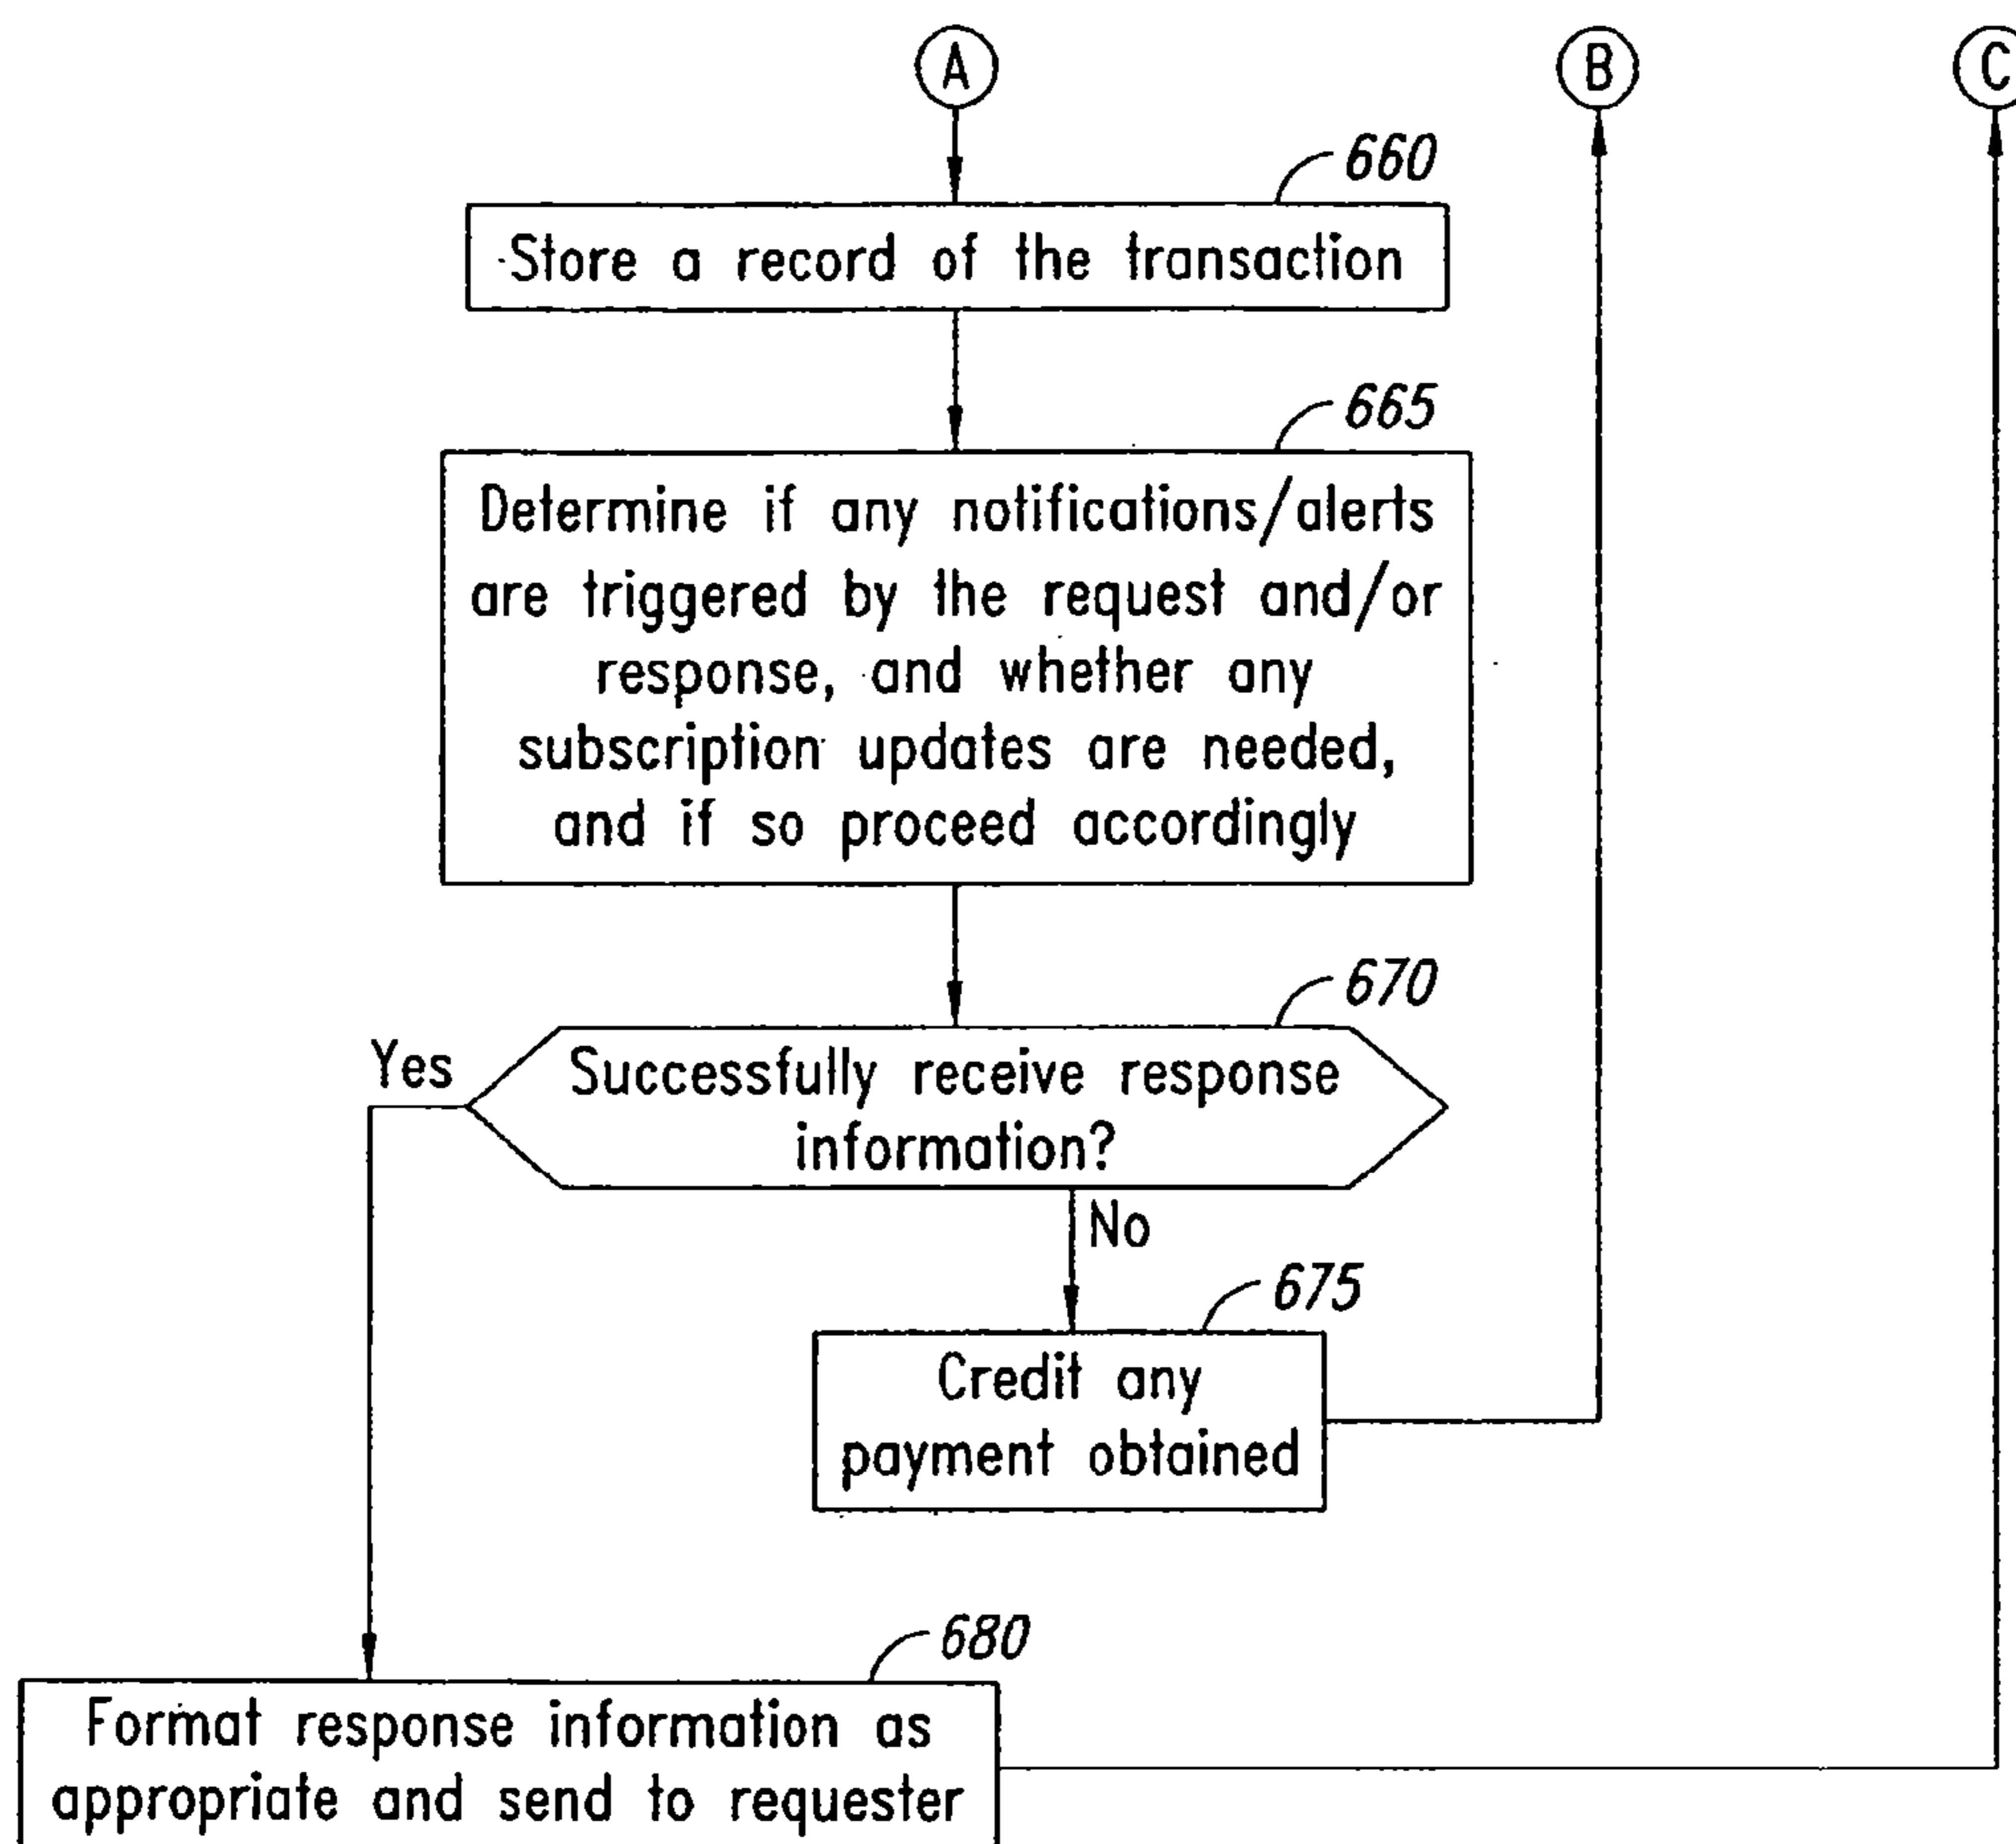 A
B
C
660
Store a record of the transaction
665
Determine if any notifications/alerts
are triggered by the request and/or
response, and whether any
subscription updates are needed,
and if so proceed accordingly
670
Yes
Successfully receive response
information?
No
675
Credit any
payment obtained
680
Format response information as
appropriate and send to requester